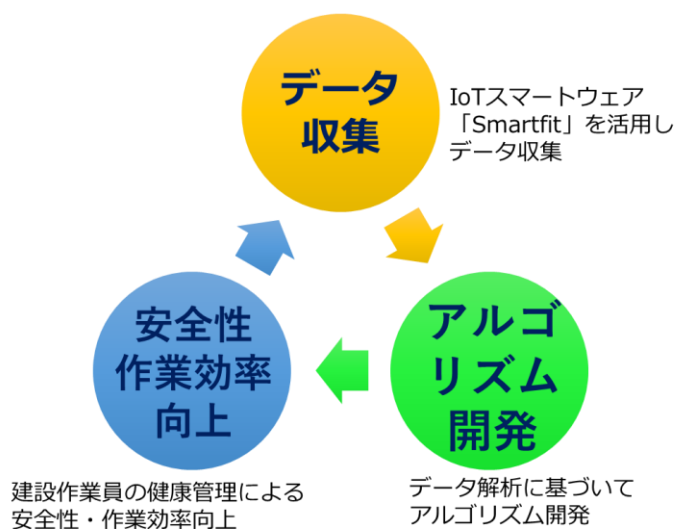 データ
収集
IoTスマートウェア
「Smartfit」を活用し
データ収集
安全性
作業効率
向上
アルゴ
リズム
開発
建設作業員の健康管理による
安全性・作業効率向上
データ解析に基づいて
アルゴリズム開発